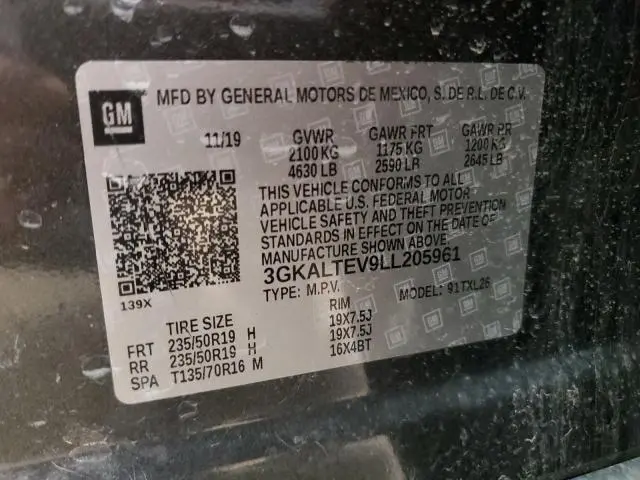 GM
MFD BY GENERAL MOTORS DE MEXICO, S. DE R.L. DE C.V.
11/19 GVWR GAWR FRT GAWR RR
2100 KG 1175 KG 1200 KG
4630 LB 2590 LB 2645 LB
THIS VEHICLE CONFORMS TO ALL
APPLICABLE U.S. FEDERAL MOTOR
VEHICLE SAFETY AND THEFT PREVENTION
STANDARDS IN EFFECT ON THE DATE OF
MANUFACTURE SHOWN ABOVE.
3GKALTEV9LL205961
TYPE: M.P.V. MODEL: 91TXL26
139X
TIRE SIZE RIM
FRT 235/50R19 H 19X7.5J
RR 235/50R19 H 19X7.5J
SPA T135/70R16 M 16X4BT